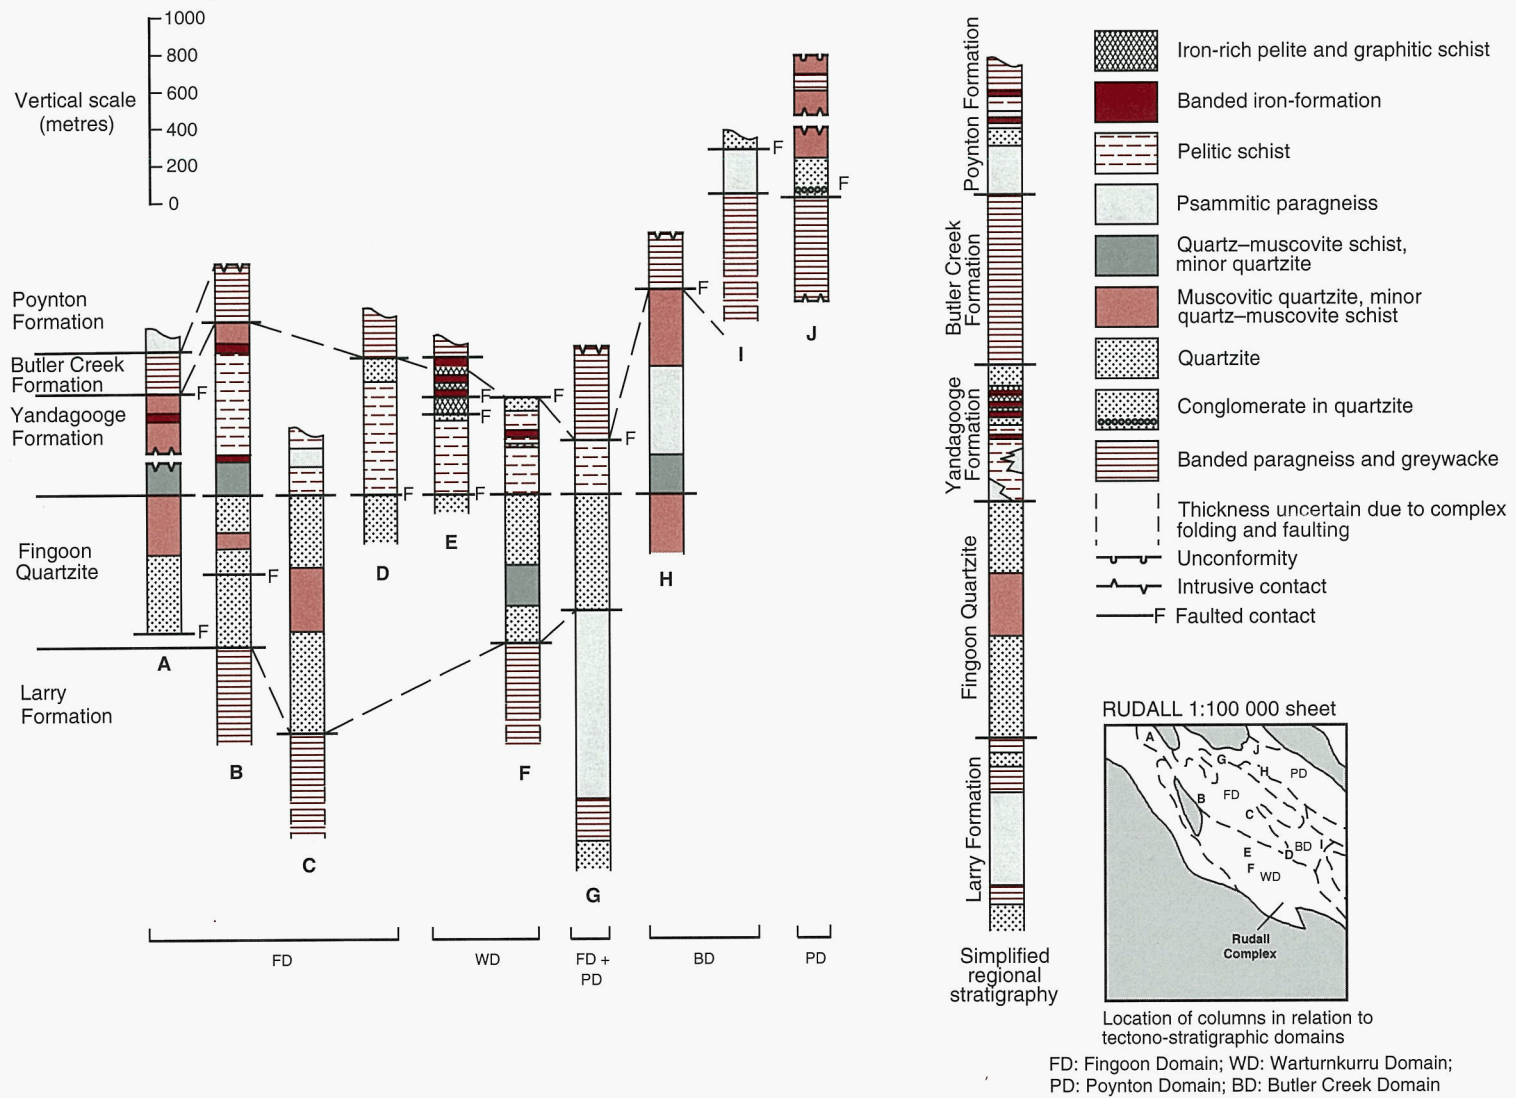 1000
800
600
400
200
0
Vertical scale
(metres)
Poynton
Formation
Butler Creek
Formation
Yandagooge
Formation
Fingoon
Quartzite
Larry
Formation
F
F
F
F
F
F
F
F
F
F
F
F
A
B
C
D
E
F
G
H
I
J
FD
WD
FD +
PD
BD
PD
Poynton Formation
Butler Creek
Formation
Yandagooge
Formation
Fingoon Quartzite
Larry Formation
Simplified
regional
stratigraphy
Iron-rich pelite and graphitic schist
Banded iron-formation
Pelitic schist
Psammitic paragneiss
Quartz–muscovite schist,
minor quartzite
Muscovitic quartzite, minor
quartz–muscovite schist
Quartzite
Conglomerate in quartzite
Banded paragneiss and greywacke
Thickness uncertain due to complex
folding and faulting
Unconformity
Intrusive contact
F Faulted contact
RUDALL 1:100 000 sheet
A
J
G
H
PD
B
FD
C
E
D
BD
I
F
WD
Rudall
Complex
Location of columns in relation to
tectono-stratigraphic domains
FD: Fingoon Domain; WD: Warturnkurru Domain;
PD: Poynton Domain; BD: Butler Creek Domain